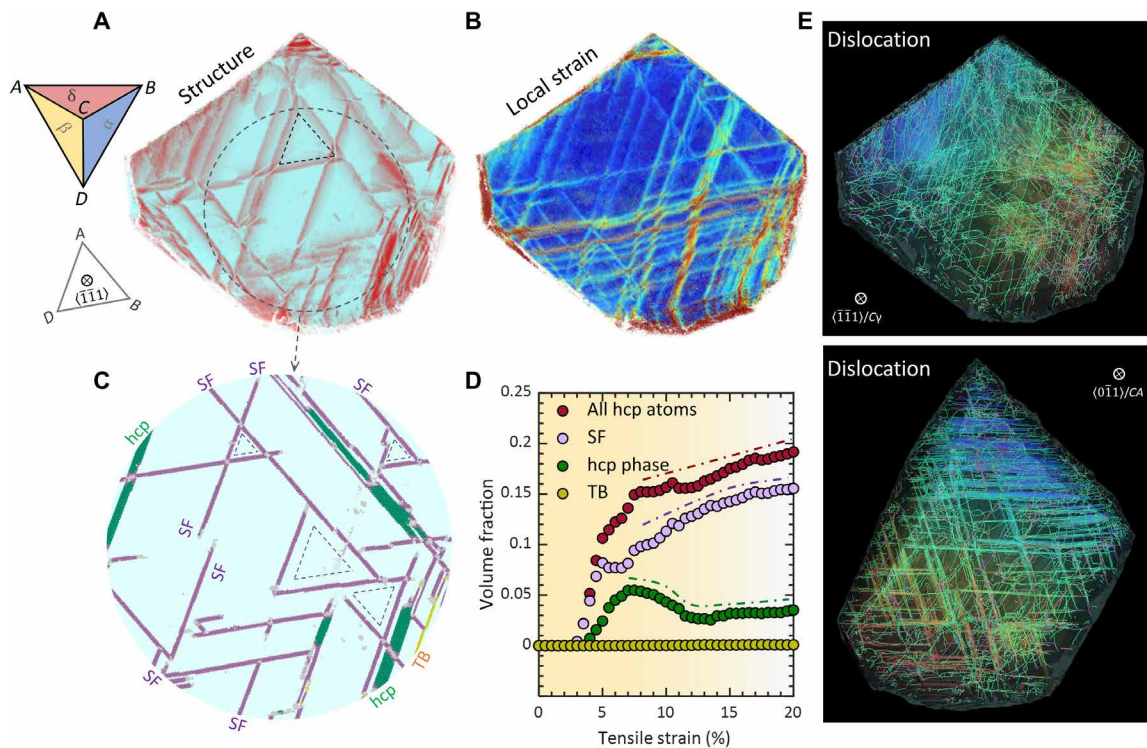 A
B
E
Structure
Local strain
Dislocation
A
B
δ
C
β
α
D
A
⟨1̅1̅1⟩
D
B
⟨1̅1̅1⟩/Cγ
C
SF
SF
SF
hcp
SF
SF
SF
SF
hcp
TB
D
0.25
0.2
0.15
0.1
0.05
0
All hcp atoms
SF
hcp phase
TB
Volume fraction
0 5 10 15 20
Tensile strain (%)
Dislocation
⟨01̅1⟩/CA